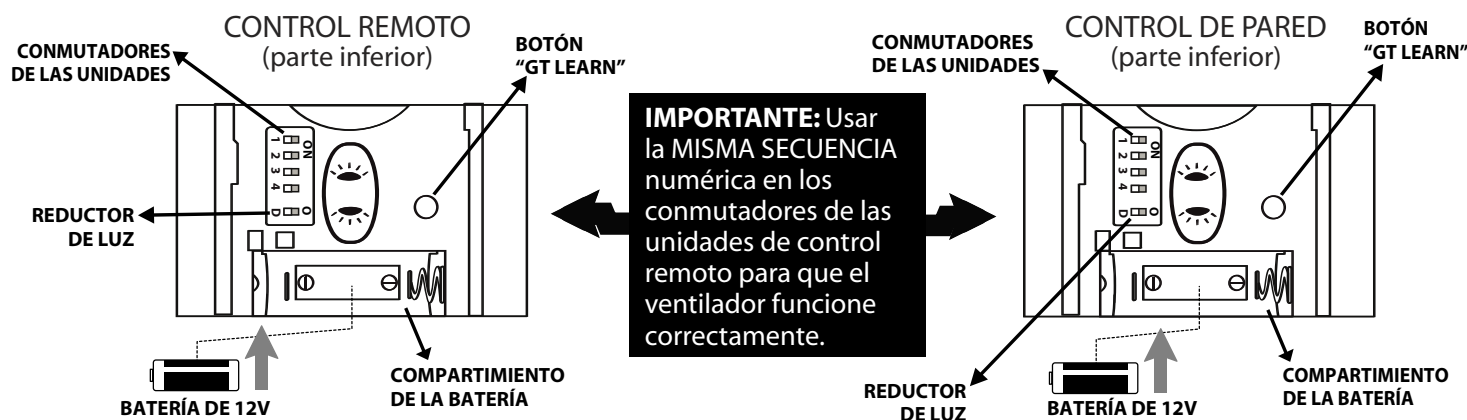 CONTROL REMOTO
(parte inferior)
CONMUTADORES
DE LAS UNIDADES
BOTÓN
“GT LEARN”
ON
1
2
3
4
D
O
REDUCTOR
DE LUZ
BATERÍA DE 12V
COMPARTIMIENTO
DE LA BATERÍA
IMPORTANTE: Usar
la MISMA SECUENCIA
numérica en los
conmutadores de las
unidades de control
remoto para que el
ventilador funcione
correctamente.
CONTROL DE PARED
(parte inferior)
CONMUTADORES
DE LAS UNIDADES
BOTÓN
“GT LEARN”
ON
1
2
3
4
D
O
REDUCTOR
DE LUZ
BATERÍA DE 12V
COMPARTIMIENTO
DE LA BATERÍA